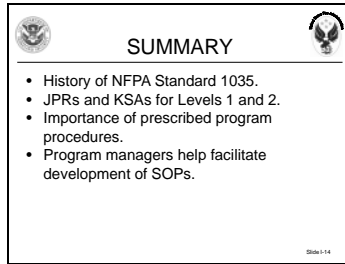 SUMMARY
• History of NFPA Standard 1035.
• JPRs and KSAs for Levels 1 and 2.
• Importance of prescribed program
procedures.
• Program managers help facilitate
development of SOPs.
Slide I-14